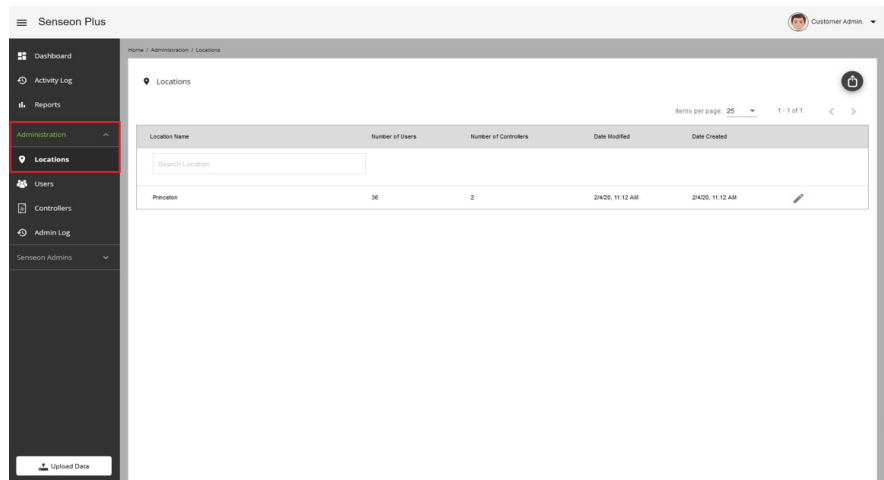 Senseon Plus
Customer Admin.
Dashboard
Activity Log
Reports
Administration
Locations
Users
Controllers
Admin Log
Senseon Admins
Upload Data
Home / Administration / Locations
Locations
Items per page: 25 1 - 1 of 1
Location Name Number of Users Number of Controllers Date Modified Date Created
Search Location
Princeton 36 2 2/4/20, 11:12 AM 2/4/20, 11:12 AM